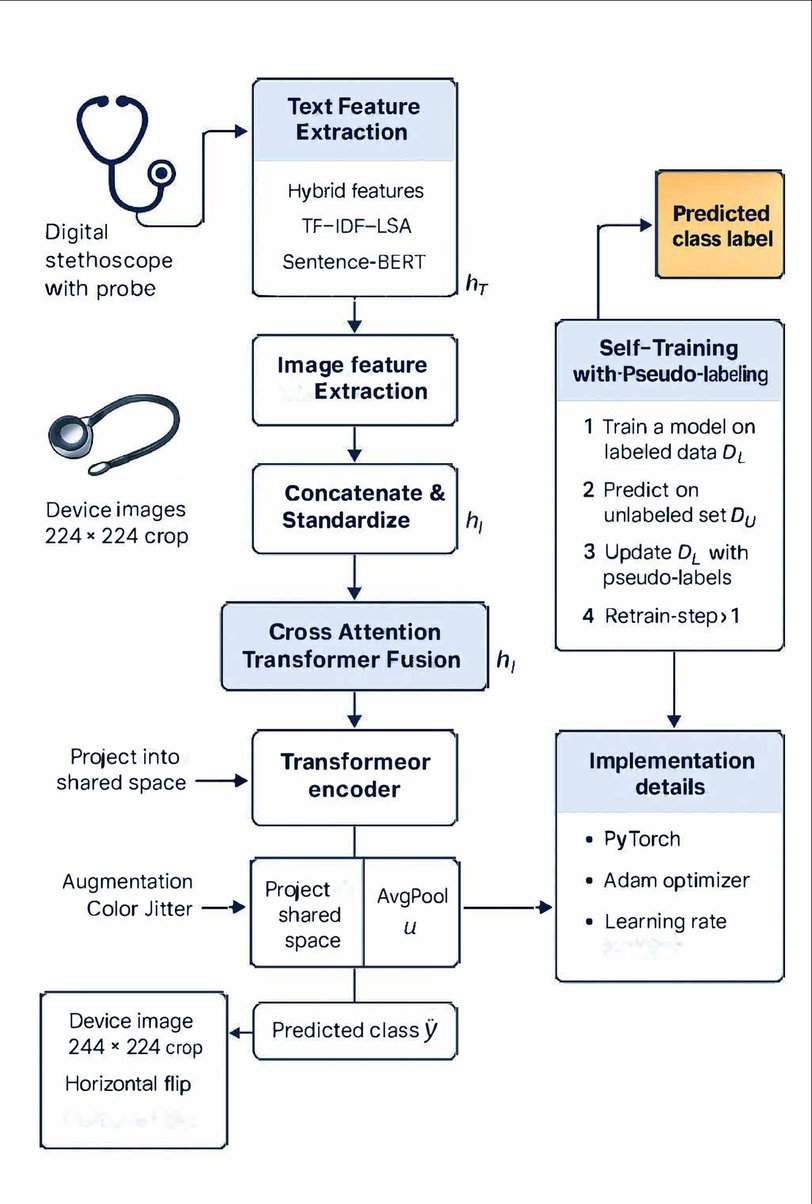 Text Feature
Extraction
Hybrid features
TF–IDF–LSA
Sentence-BERT
h_T
Digital
stethoscope
with probe
Image feature
Extraction
Device images
224 × 224 crop
Concatenate &
Standardize
h_I
Cross Attention
Transformer Fusion
h_I
Project into
shared space
Transformeor
encoder
Augmentation
Color Jitter
Project
shared
space
AvgPool
u
Predicted class ÿ
Device image
244 × 224 crop
Horizontal flip
Predicted
class label
Self–Training
with-Pseudo-labeling
1 Train a model on
labeled data D_L
2 Predict on
unlabeled set D_U
3 Update D_L with
pseudo-labels
4 Retrain-step›1
Implementation
details
• PyTorch
• Adam optimizer
• Learning rate